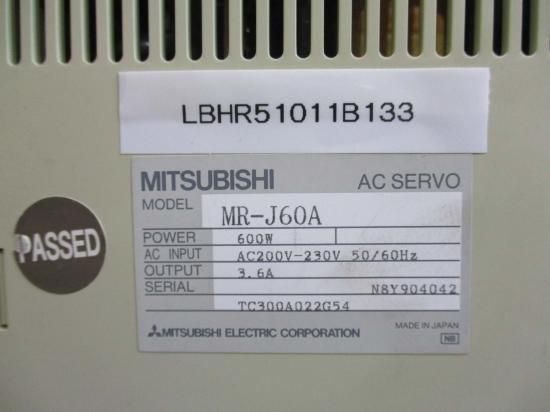 LBHR51011B133
MITSUBISHI AC SERVO
MODEL MR-J60A
POWER 600W
AC INPUT AC200V-230V 50/60Hz
OUTPUT 3.6A
SERIAL N8Y904042
TC300A022G54
MITSUBISHI ELECTRIC CORPORATION MADE IN JAPAN
NB
PASSED